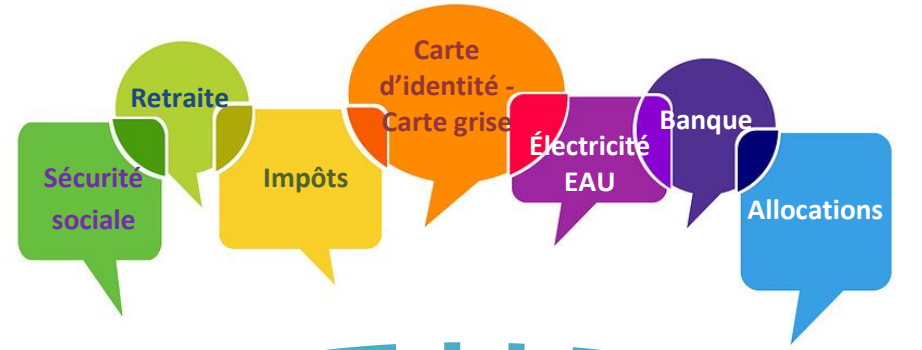 Sécurité
sociale
Retraite
Impôts
Carte
d’identité -
Carte grise
Électricité
EAU
Banque
Allocations